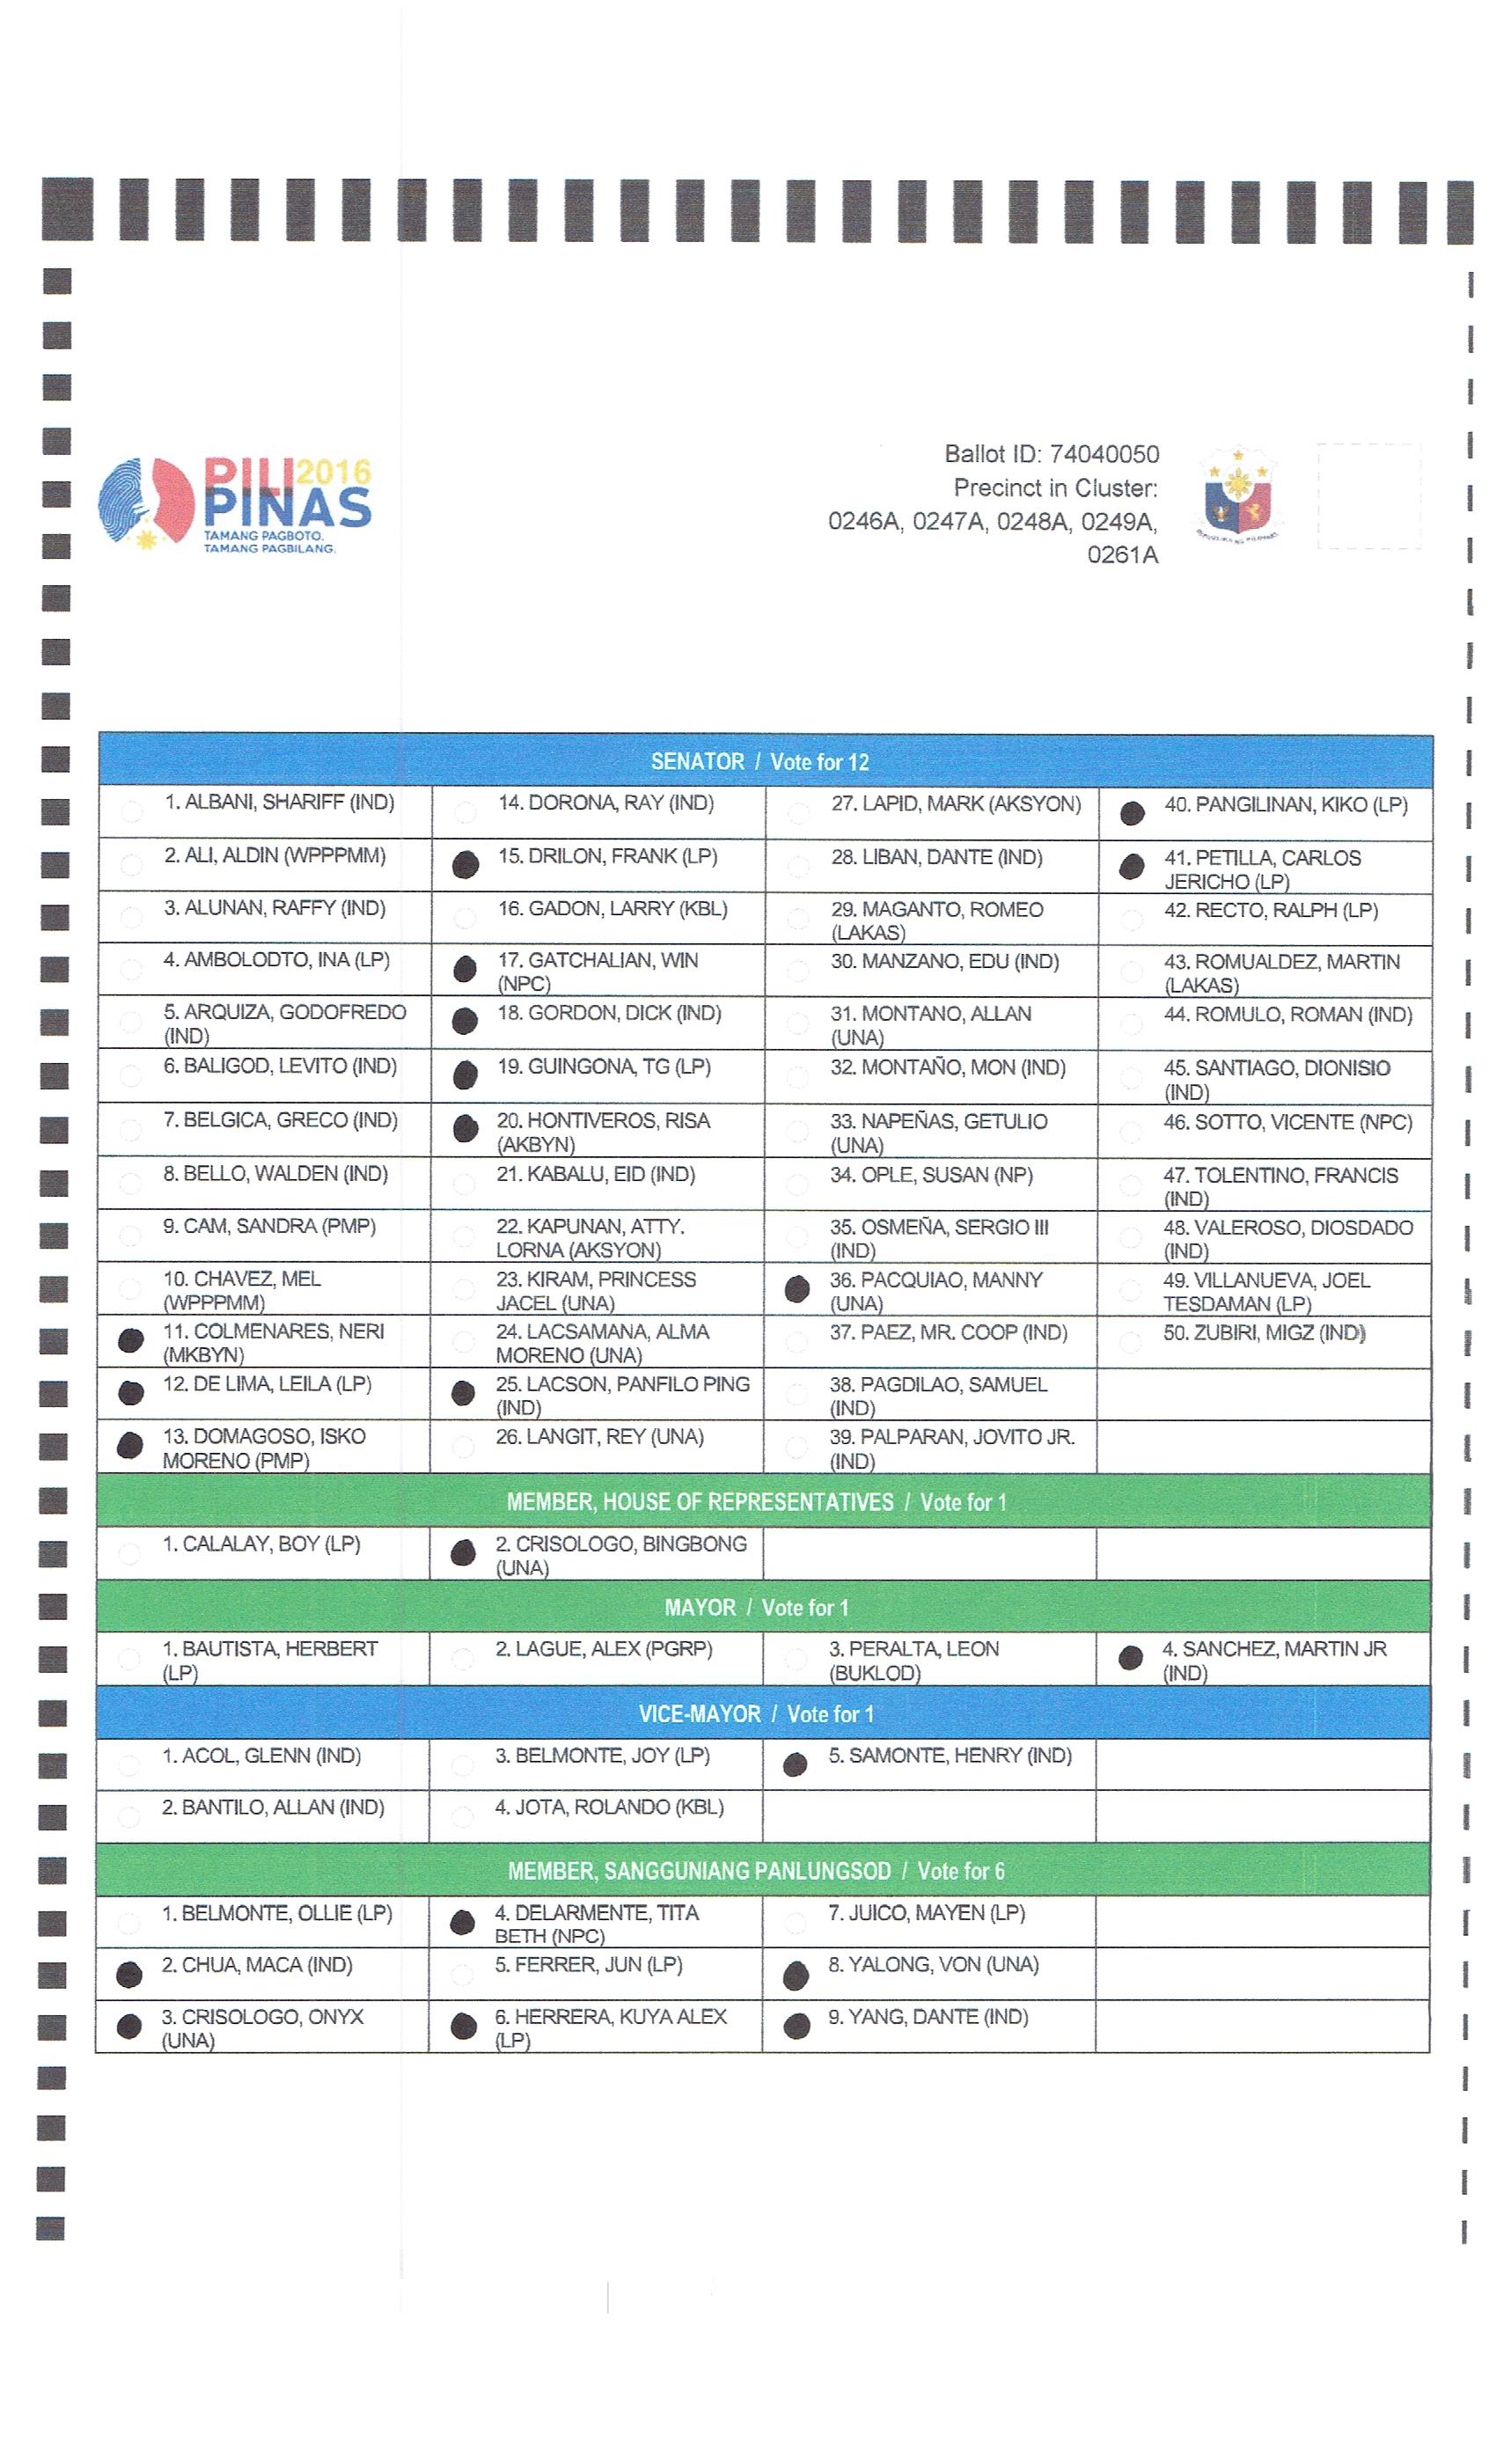 PILI2016
PINAS
TAMANG PAGBOTO.
TAMANG PAGBILANG.
Ballot ID: 74040050
Precinct in Cluster:
0246A, 0247A, 0248A, 0249A,
0261A
SENATOR / Vote for 12
1. ALBANI, SHARIFF (IND)
2. ALI, ALDIN (WPPPMM)
3. ALUNAN, RAFFY (IND)
4. AMBOLODTO, INA (LP)
5. ARQUIZA, GODOFREDO
(IND)
6. BALIGOD, LEVITO (IND)
7. BELGICA, GRECO (IND)
8. BELLO, WALDEN (IND)
9. CAM, SANDRA (PMP)
10. CHAVEZ, MEL
(WPPPMM)
11. COLMENARES, NERI
(MKBYN)
12. DE LIMA, LEILA (LP)
13. DOMAGOSO, ISKO
MORENO (PMP)
14. DORONA, RAY (IND)
15. DRILON, FRANK (LP)
16. GADON, LARRY (KBL)
17. GATCHALIAN, WIN
(NPC)
18. GORDON, DICK (IND)
19. GUINGONA, TG (LP)
20. HONTIVEROS, RISA
(AKBYN)
21. KABALU, EID (IND)
22. KAPUNAN, ATTY.
LORNA (AKSYON)
23. KIRAM, PRINCESS
JACEL (UNA)
24. LACSAMANA, ALMA
MORENO (UNA)
25. LACSON, PANFILO PING
(IND)
26. LANGIT, REY (UNA)
27. LAPID, MARK (AKSYON)
28. LIBAN, DANTE (IND)
29. MAGANTO, ROMEO
(LAKAS)
30. MANZANO, EDU (IND)
31. MONTANO, ALLAN
(UNA)
32. MONTAÑO, MON (IND)
33. NAPEÑAS, GETULIO
(UNA)
34. OPLE, SUSAN (NP)
35. OSMEÑA, SERGIO III
(IND)
36. PACQUIAO, MANNY
(UNA)
37. PAEZ, MR. COOP (IND)
38. PAGDILAO, SAMUEL
(IND)
39. PALPARAN, JOVITO JR.
(IND)
40. PANGILINAN, KIKO (LP)
41. PETILLA, CARLOS
JERICHO (LP)
42. RECTO, RALPH (LP)
43. ROMUALDEZ, MARTIN
(LAKAS)
44. ROMULO, ROMAN (IND)
45. SANTIAGO, DIONISIO
(IND)
46. SOTTO, VICENTE (NPC)
47. TOLENTINO, FRANCIS
(IND)
48. VALEROSO, DIOSDADO
(IND)
49. VILLANUEVA, JOEL
TESDAMAN (LP)
50. ZUBIRI, MIGZ (IND)
MEMBER, HOUSE OF REPRESENTATIVES / Vote for 1
1. CALALAY, BOY (LP)
2. CRISOLOGO, BINGBONG
(UNA)
MAYOR / Vote for 1
1. BAUTISTA, HERBERT
(LP)
2. LAGUE, ALEX (PGRP)
3. PERALTA, LEON
(BUKLOD)
4. SANCHEZ, MARTIN JR
(IND)
VICE-MAYOR / Vote for 1
1. ACOL, GLENN (IND)
2. BANTILO, ALLAN (IND)
3. BELMONTE, JOY (LP)
4. JOTA, ROLANDO (KBL)
5. SAMONTE, HENRY (IND)
MEMBER, SANGGUNIANG PANLUNGSOD / Vote for 6
1. BELMONTE, OLLIE (LP)
2. CHUA, MACA (IND)
3. CRISOLOGO, ONYX
(UNA)
4. DELARMENTE, TITA
BETH (NPC)
5. FERRER, JUN (LP)
6. HERRERA, KUYA ALEX
(LP)
7. JUICO, MAYEN (LP)
8. YALONG, VON (UNA)
9. YANG, DANTE (IND)